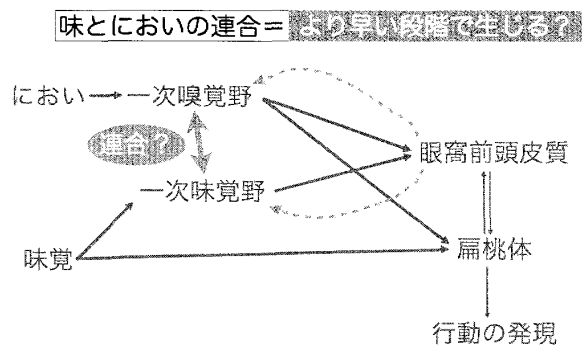 味とにおいの連合＝より早い段階で生じる？
におい
一次嗅覚野
連合？
眼窩前頭皮質
一次味覚野
味覚
扁桃体
行動の発現